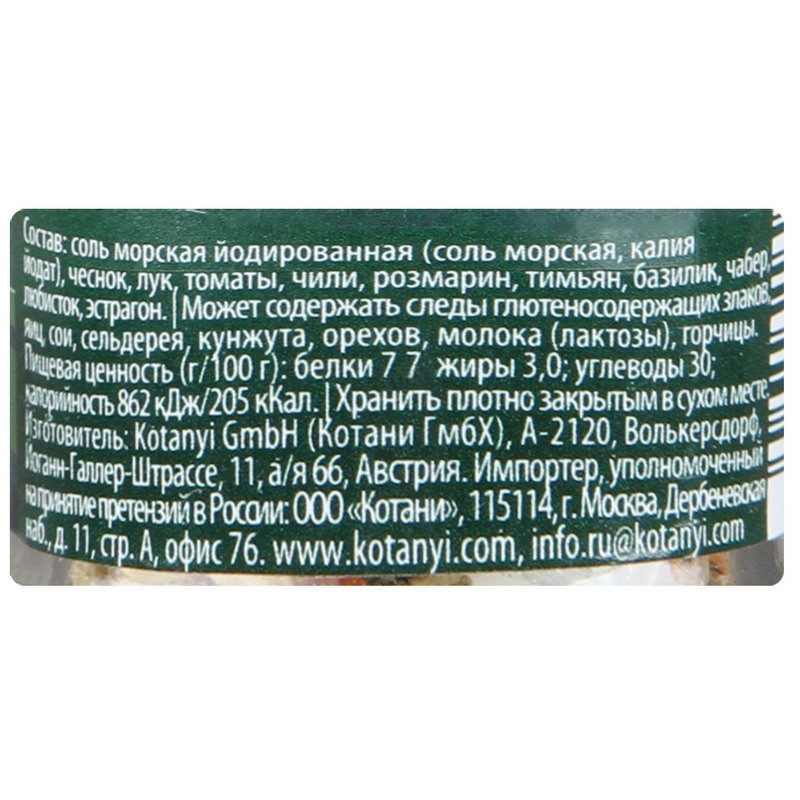 Состав: соль морская йодированная (соль морская, калия
йодат), чеснок, лук, томаты, чили, розмарин, тимьян, базилик, чабер,
любисток, эстрагон. | Может содержать следы глютеносодержащих злаков,
яиц, сои, сельдерея, кунжута, орехов, молока (лактозы), горчицы.
Пищевая ценность (г/100 г): белки 7 7 жиры 3,0; углеводы 30;
калорийность 862 кДж/205 кКал. | Хранить плотно закрытым в сухом месте.
Изготовитель: Kotanyi GmbH (Котани ГмбХ), А-2120, Волькерсдорф,
Иоганн-Галлер-Штрассе, 11, а/я 66, Австрия. Импортер, уполномоченный
на принятие претензий в России: ООО «Котани», 115114, г. Москва, Дербеневская
наб., д. 11, стр. А, офис 76. www.kotanyi.com, info.ru@kotanyi.com